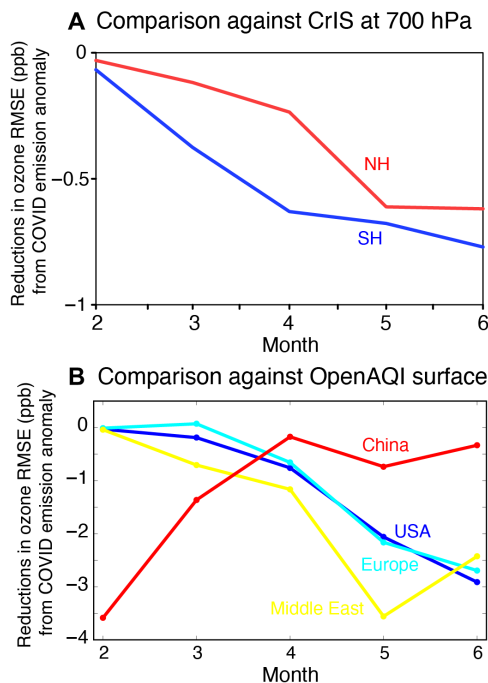 A Comparison against CrIS at 700 hPa
Reductions in ozone RMSE (ppb)
from COVID emission anomaly
0
−0.5
−1
NH
SH
2 3 4 5 6
Month
B Comparison against OpenAQI surface
Reductions in ozone RMSE (ppb)
from COVID emission anomaly
0
−1
−2
−3
−4
China
USA
Europe
Middle East
2 3 4 5 6
Month